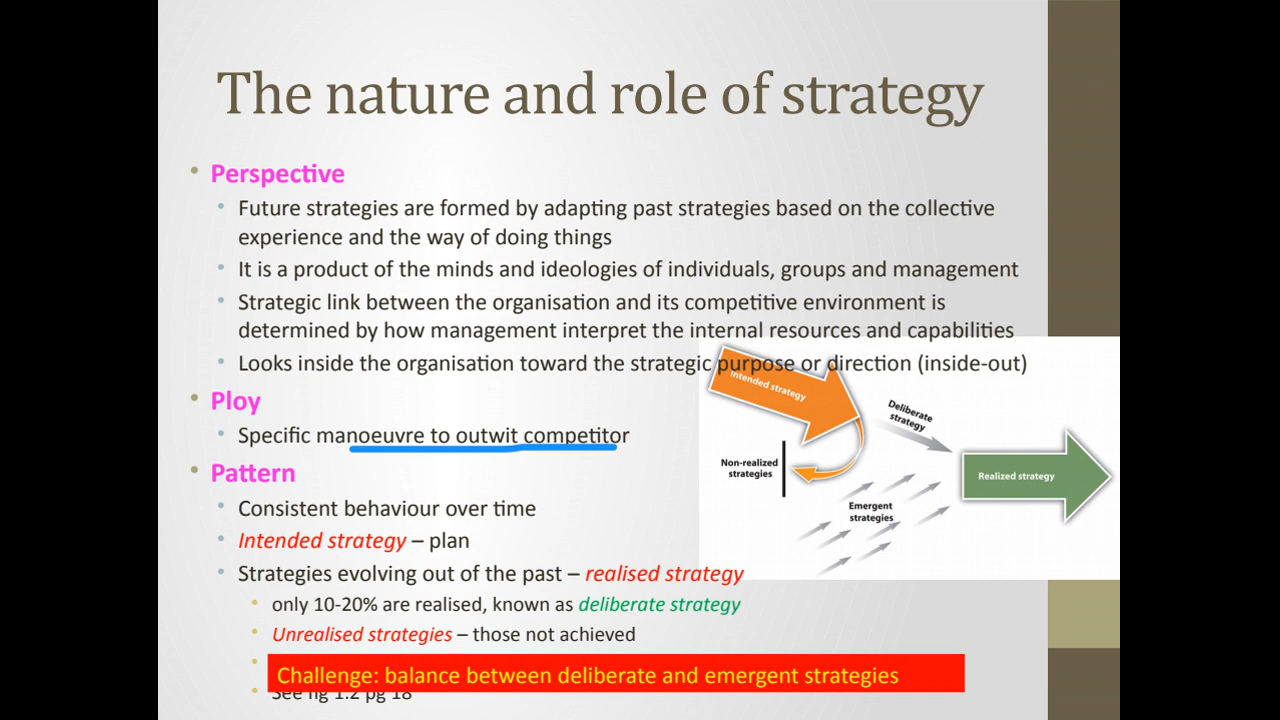 The nature and role of strategy
• Perspective
• Future strategies are formed by adapting past strategies based on the collective
experience and the way of doing things
• It is a product of the minds and ideologies of individuals, groups and management
• Strategic link between the organisation and its competitive environment is
determined by how management interpret the internal resources and capabilities
• Looks inside the organisation toward the strategic purpose or direction (inside-out)
• Ploy
• Specific manoeuvre to outwit competitor
• Pattern
• Consistent behaviour over time
• Intended strategy – plan
• Strategies evolving out of the past – realised strategy
• only 10-20% are realised, known as deliberate strategy
• Unrealised strategies – those not achieved
Challenge: balance between deliberate and emergent strategies
• See fig 1.2 pg 18
Intended strategy
Deliberate
strategy
Non-realized
strategies
Realized strategy
Emergent
strategies